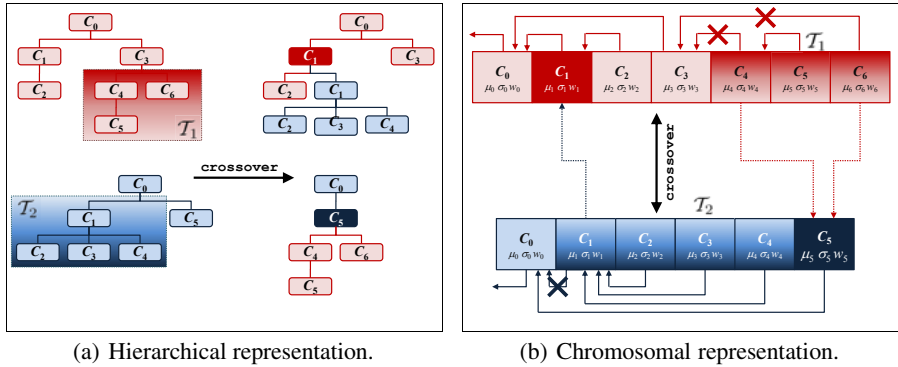 C₀
C₁ C₃
C₂ C₄ C₆
C₅
𝒯₁
C₀
C₁ C₃
C₂ C₁
C₂ C₃ C₄
crossover
𝒯₂
C₀
C₁ C₅
C₂ C₃ C₄
C₀
C₅
C₄ C₆
C₅
(a) Hierarchical representation.
𝒯₁
C₀ C₁ C₂ C₃ C₄ C₅ C₆
μ₀ σ₀ w₀ μ₁ σ₁ w₁ μ₂ σ₂ w₂ μ₃ σ₃ w₃ μ₄ σ₄ w₄ μ₅ σ₅ w₅ μ₆ σ₆ w₆
crossover
𝒯₂
C₀ C₁ C₂ C₃ C₄ C₅
μ₀ σ₀ w₀ μ₁ σ₁ w₁ μ₂ σ₂ w₂ μ₃ σ₃ w₃ μ₄ σ₄ w₄ μ₅ σ₅ w₅
(b) Chromosomal representation.